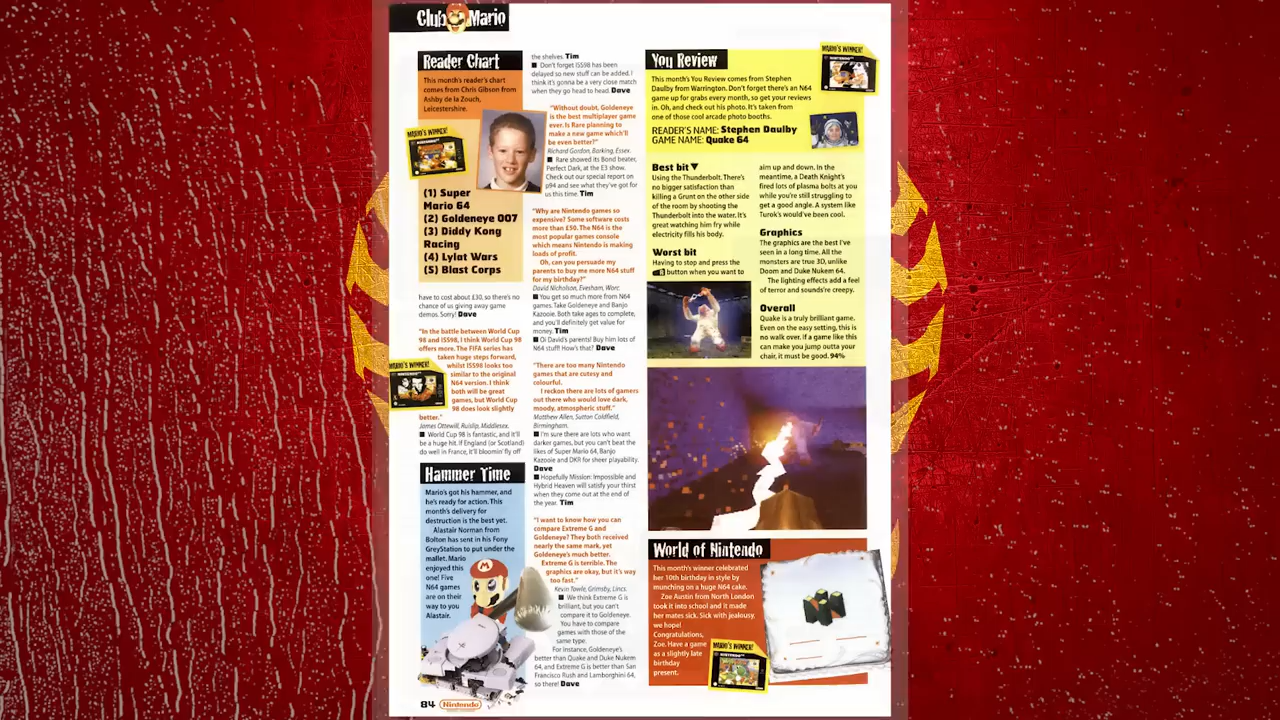 Club Mario
Reader Chart
This month's reader's chart
comes from Chris Gibson from
Ashby de la Zouch,
Leicestershire.
MARIO'S WINNER!
(1) Super
Mario 64
(2) Goldeneye 007
(3) Diddy Kong
Racing
(4) Lylat Wars
(5) Blast Corps
have to cost about £30, so there's no
chance of us giving away game
demos. Sorry! Dave
"In the battle between World Cup
98 and ISS98, I think World Cup 98
offers more. The FIFA series has
taken huge steps forward,
whilst ISS98 looks too
similar to the original
N64 version. I think
both will be great
games, but World Cup
98 does look slightly
better."
MARIO'S WINNER!
James Ottewill, Ruislip, Middlesex.
■ World Cup 98 is fantastic, and it'll
be a huge hit. If England (or Scotland)
do well in France, it'll bloomin' fly off
Hammer Time
Mario's got his hammer, and
he's ready for action. This
month's delivery for
destruction is the best yet.
Alastair Norman from
Bolton has sent in his Fony
GreyStation to put under the
mallet. Mario
enjoyed this
one! Five
N64 games
are on their
way to you
Alastair.
84 Nintendo
the shelves. Tim
■ Don't forget ISS98 has been
delayed so new stuff can be added. I
think it's gonna be a very close match
when they go head to head. Dave
"Without doubt, Goldeneye
is the best multiplayer game
ever. Is Rare planning to
make a new game which'll
be even better?"
Richard Gordon, Barking, Essex.
■ Rare showed its Bond beater,
Perfect Dark, at the E3 show.
Check out our special report on
p94 and see what they've got for
us this time. Tim
"Why are Nintendo games so
expensive? Some software costs
more than £50. The N64 is the
most popular games console
which means Nintendo is making
loads of profit.
Oh, can you persuade my
parents to buy me more N64 stuff
for my birthday?"
David Nicholson, Evesham, Worc
■ You get so much more from N64
games. Take Goldeneye and Banjo
Kazooie. Both take ages to complete,
and you'll definitely get value for
money. Tim
■ Oi David's parents! Buy him lots of
N64 stuff! How's that? Dave
"There are too many Nintendo
games that are cutesy and
colourful.
I reckon there are lots of gamers
out there who would love dark,
moody, atmospheric stuff."
Matthew Allen, Sutton Coldfield,
Birmingham.
■ I'm sure there are lots who want
darker games, but you can't beat the
likes of Super Mario 64, Banjo
Kazooie and DKR for sheer playability.
Dave
■ Hopefully Mission: Impossible and
Hybrid Heaven will satisfy your thirst
when they come out at the end of
the year. Tim
"I want to know how you can
compare Extreme G and
Goldeneye? They both received
nearly the same mark, yet
Goldeneye's much better.
Extreme G is terrible. The
graphics are okay, but it's way
too fast."
Kevin Towle, Grimsby, Lincs.
■ We think Extreme G is
brilliant, but you can't
compare it to Goldeneye.
You have to compare
games with those of the
same type.
For instance, Goldeneye's
better than Quake and Duke Nukem
64, and Extreme G is better than San
Francisco Rush and Lamborghini 64,
so there! Dave
You Review
MARIO'S WINNER!
This month's You Review comes from Stephen
Daulby from Warrington. Don't forget there's an N64
game up for grabs every month, so get your reviews
in. Oh, and check out his photo. It's taken from
one of those cool arcade photo booths.
READER'S NAME: Stephen Daulby
GAME NAME: Quake 64
Best bit
Using the Thunderbolt. There's
no bigger satisfaction than
killing a Grunt on the other side
of the room by shooting the
Thunderbolt into the water. It's
great watching him fry while
electricity fills his body.
Worst bit
Having to stop and press the
R button when you want to
aim up and down. In the
meantime, a Death Knight's
fired lots of plasma bolts at you
while you're still struggling to
get a good angle. A system like
Turok's would've been cool.
Graphics
The graphics are the best I've
seen in a long time. All the
monsters are true 3D, unlike
Doom and Duke Nukem 64.
The lighting effects add a feel
of terror and sounds're creepy.
Overall
Quake is a truly brilliant game.
Even on the easy setting, this is
no walk over. If a game like this
can make you jump outta your
chair, it must be good. 94%
World of Nintendo
This month's winner celebrated
her 10th birthday in style by
munching on a huge N64 cake.
Zoe Austin from North London
took it into school and it made
her mates sick. Sick with jealousy,
we hope!
Congratulations,
Zoe. Have a game
as a slightly late
birthday
present.
MARIO'S WINNER!